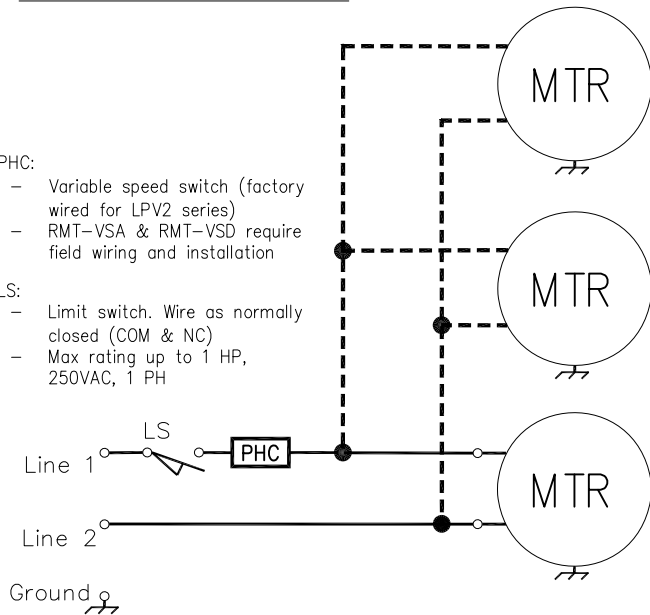 MTR
PHC:
- Variable speed switch (factory
wired for LPV2 series)
- RMT-VSA & RMT-VSD require
field wiring and installation
MTR
LS:
- Limit switch. Wire as normally
closed (COM & NC)
- Max rating up to 1 HP,
250VAC, 1 PH
LS
Line 1
PHC
MTR
Line 2
Ground